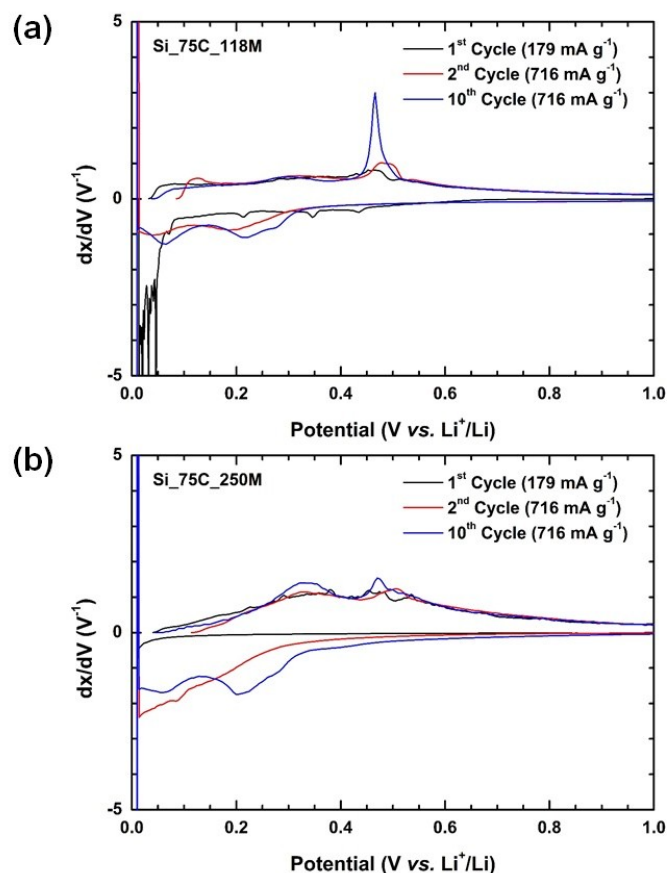 (a)
Si_75C_118M
1st Cycle (179 mA g-1)
2nd Cycle (716 mA g-1)
10th Cycle (716 mA g-1)
5
0
-5
dx/dV (V-1)
0.0 0.2 0.4 0.6 0.8 1.0
Potential (V vs. Li+/Li)
(b)
Si_75C_250M
1st Cycle (179 mA g-1)
2nd Cycle (716 mA g-1)
10th Cycle (716 mA g-1)
5
0
-5
dx/dV (V-1)
0.0 0.2 0.4 0.6 0.8 1.0
Potential (V vs. Li+/Li)